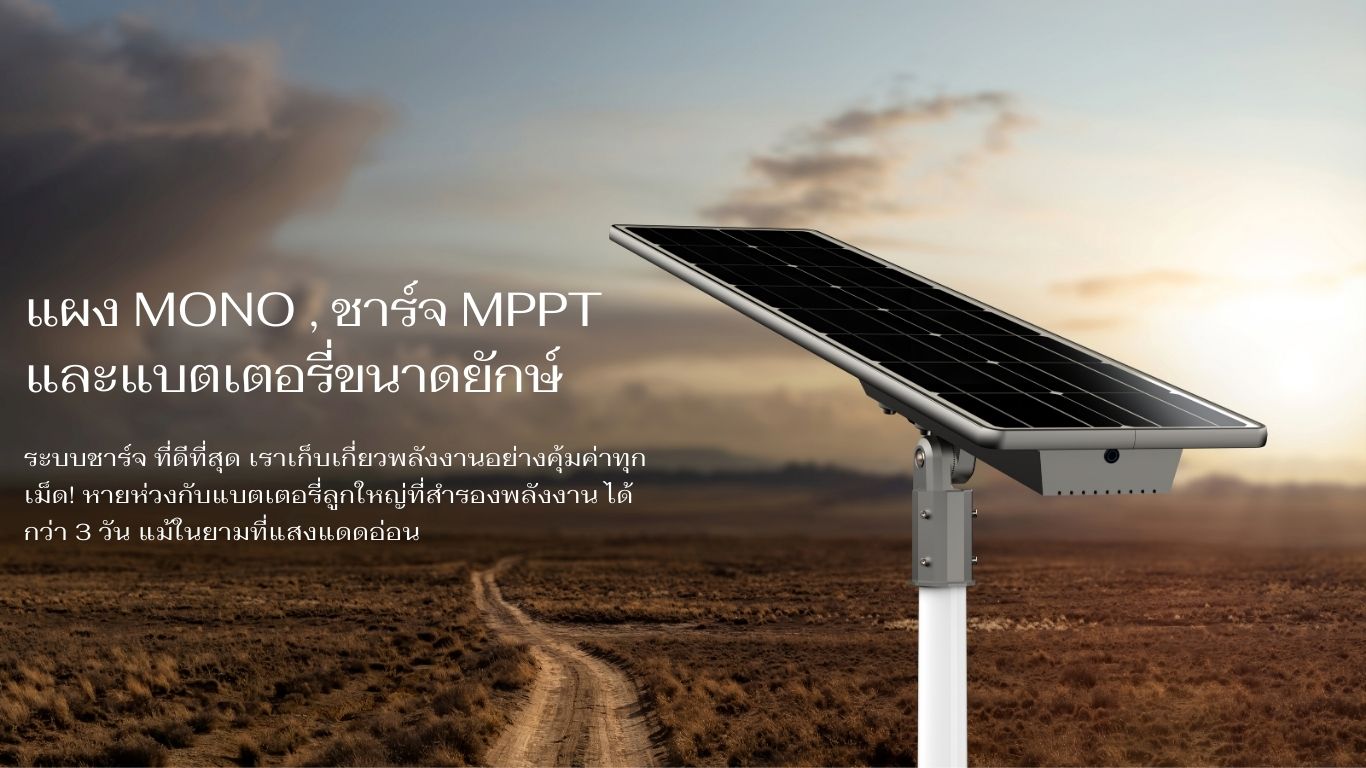 แผง MONO , ชาร์จ MPPT
และแบตเตอรี่ขนาดยักษ์
ระบบชาร์จ ที่ดีที่สุด เราเก็บเกี่ยวพลังงานอย่างคุ้มค่าทุก
เม็ด! หายห่วงกับแบตเตอรี่ลูกใหญ่ที่สำรองพลังงาน ได้
กว่า 3 วัน แม้ในยามที่แสงแดดอ่อน